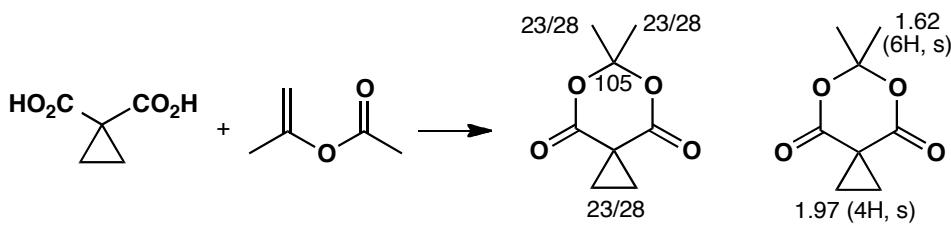 23/28 23/28 1.62
(6H, s)
HO2C CO2H O O 105 O O O
+
O O O O O
23/28 1.97 (4H, s)